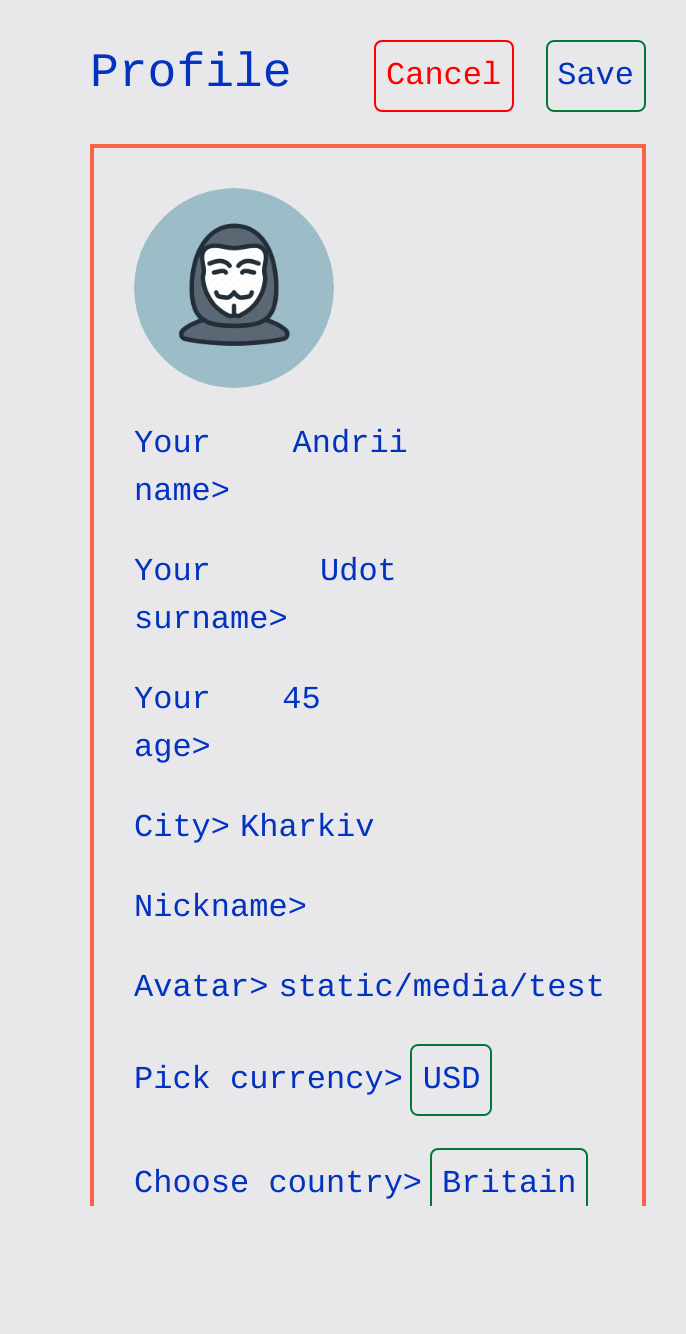 Profile Cancel Save
Your Andrii
name>
Your Udot
surname>
Your 45
age>
City> Kharkiv
Nickname>
Avatar> static/media/test
Pick currency> USD
Choose country> Britain